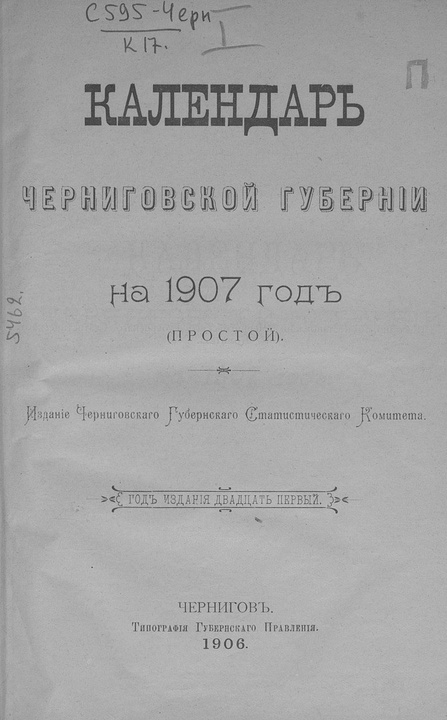 С595-Черн
К17.
I
П
КАЛЕНДАРЬ
ЧЕРНИГОВСКОЙ ГУБЕРНІИ
на 1907 годъ
(ПРОСТОЙ).
5462.
Изданіе Черниговскаго Губернскаго Статистическаго Комитета.
ГОДЪ ИЗДАНІЯ ДВАДЦАТЬ ПЕРВЫЙ.
ЧЕРНИГОВЪ.
Типографія Губернскаго Правленія.
1906.